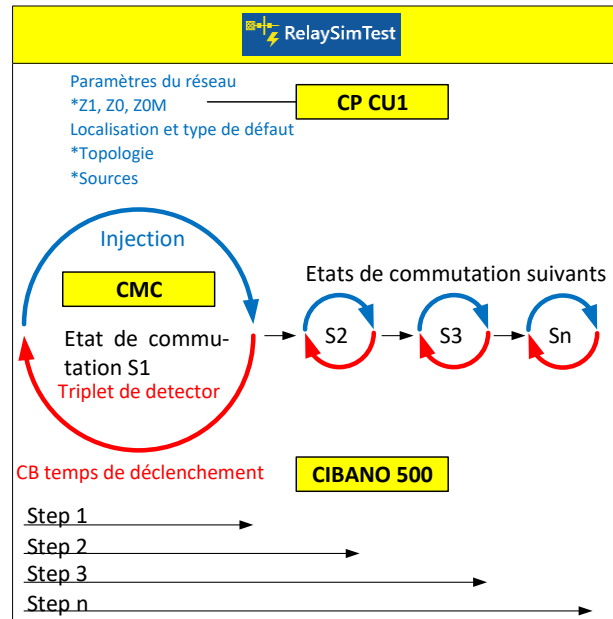 RelaySimTest
Paramètres du réseau
*Z1, Z0, Z0M
CP CU1
Localisation et type de défaut
*Topologie
*Sources
Injection
CMC
Etat de commu-
tation S1
Triplet de detector
Etats de commutation suivants
S2
S3
Sn
CB temps de déclenchement
CIBANO 500
Step 1
Step 2
Step 3
Step n